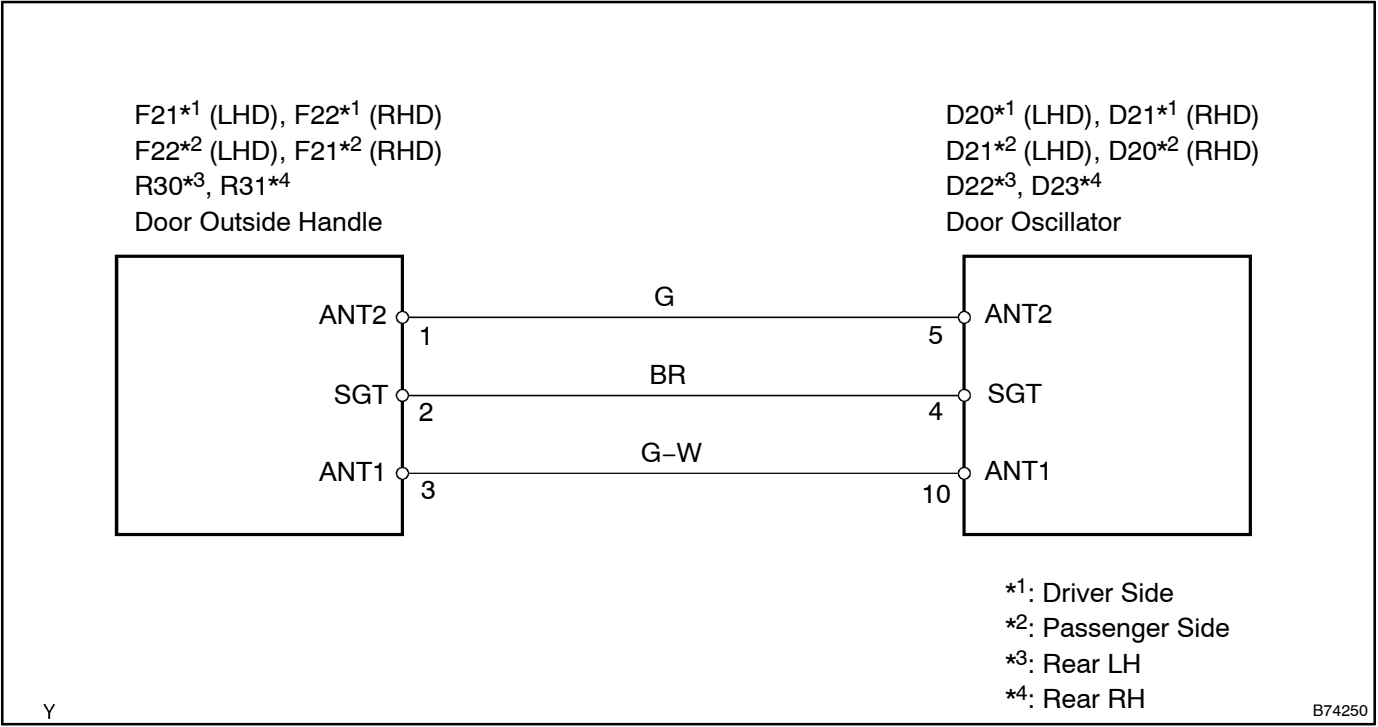 F21*1 (LHD), F22*1 (RHD)
F22*2 (LHD), F21*2 (RHD)
R30*3, R31*4
Door Outside Handle
D20*1 (LHD), D21*1 (RHD)
D21*2 (LHD), D20*2 (RHD)
D22*3, D23*4
Door Oscillator
ANT2 1 G 5 ANT2
SGT 2 BR 4 SGT
ANT1 3 G–W 10 ANT1
*1: Driver Side
*2: Passenger Side
*3: Rear LH
*4: Rear RH
Y
B74250